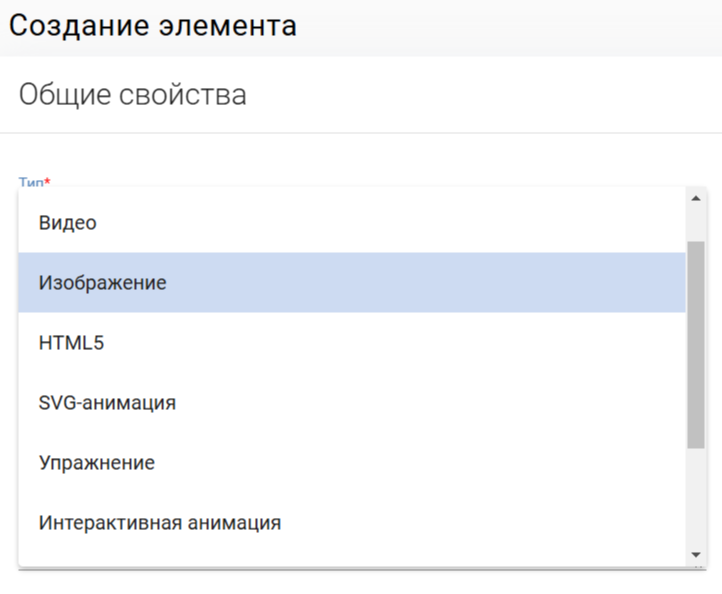 Создание элемента
Общие свойства
Тип*
Видео
Изображение
HTML5
SVG-анимация
Упражнение
Интерактивная анимация